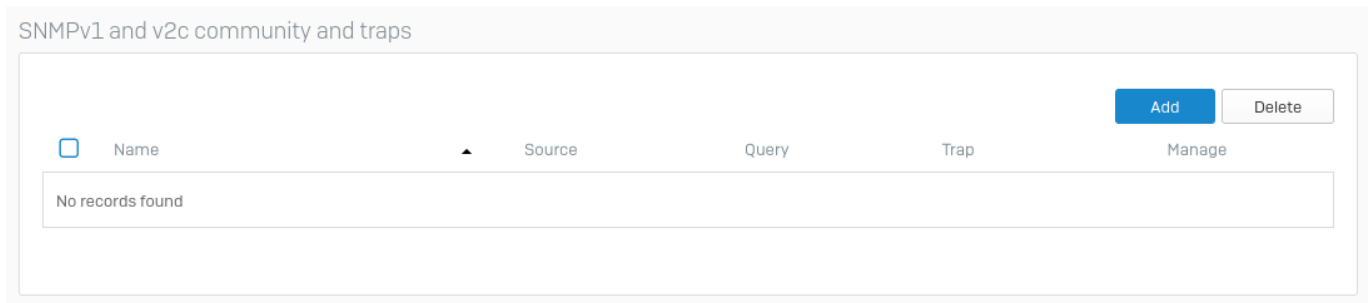 SNMPv1 and v2c community and traps
Add Delete
Name Source Query Trap Manage
No records found